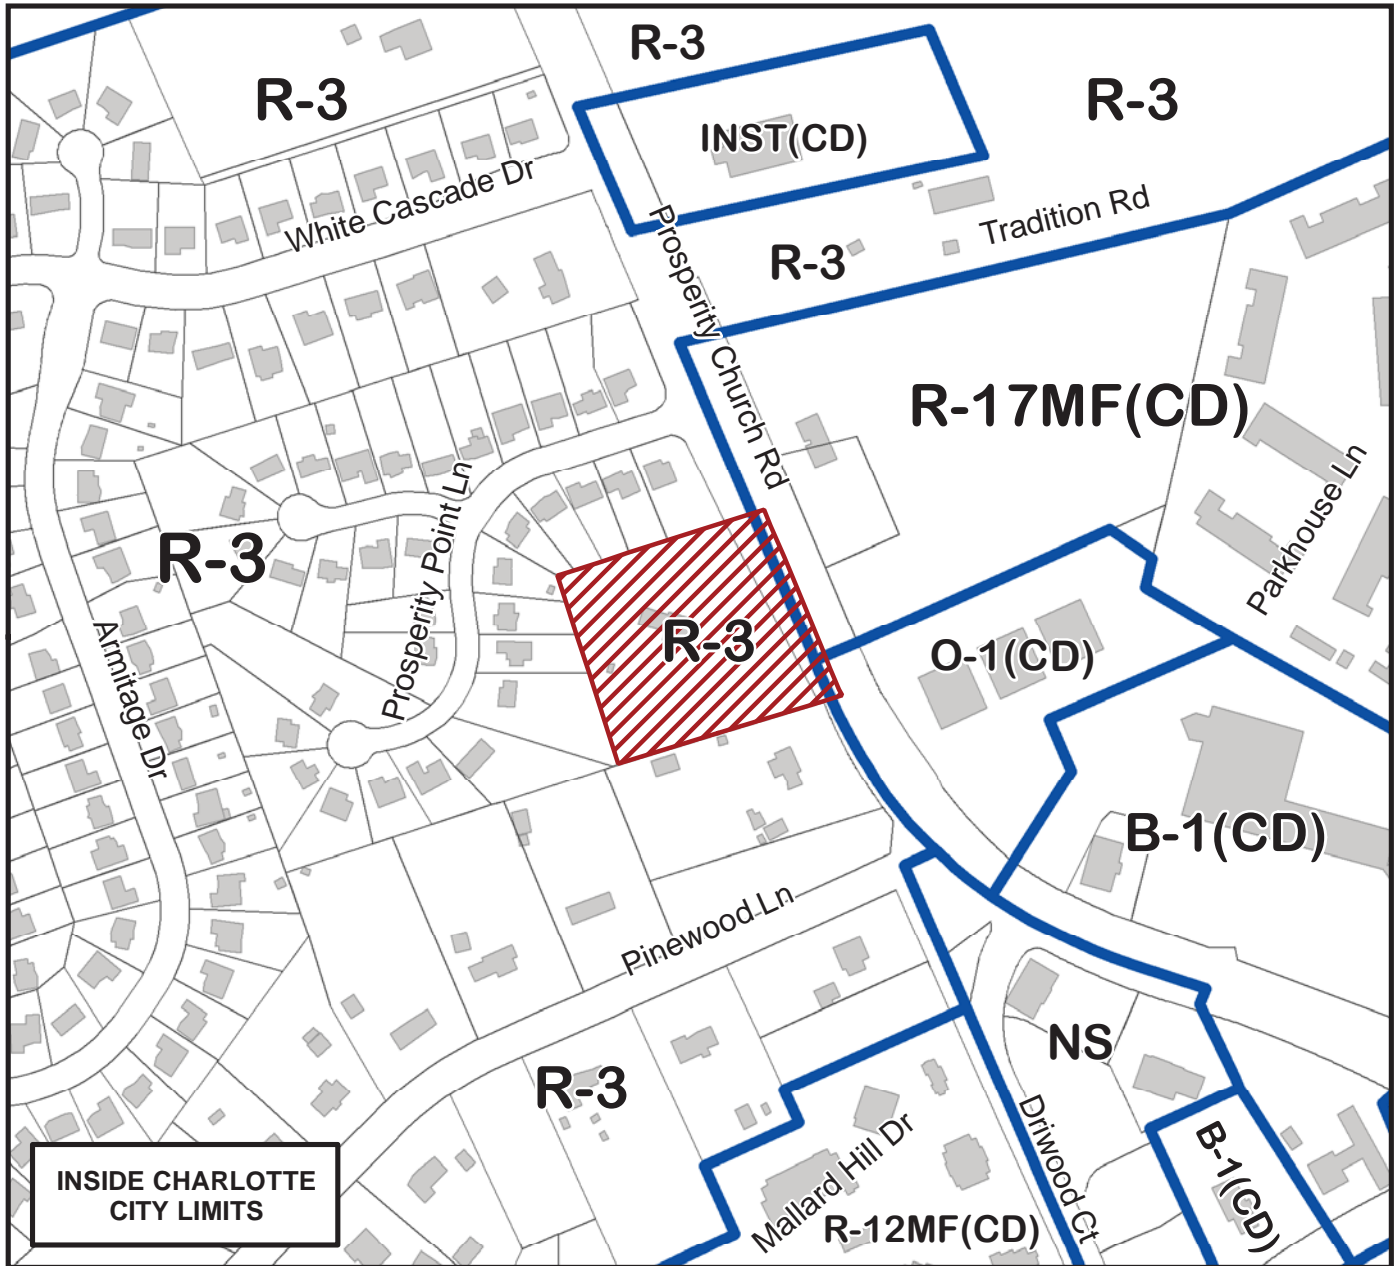 R-3
R-3
R-3
INST(CD)
White Cascade Dr
Tradition Rd
R-3
Prosperity Church Rd
R-17MF(CD)
Prosperity Point Ln
Parkhouse Ln
R-3
R-3
O-1(CD)
Armitage Dr
B-1(CD)
Pinewood Ln
NS
R-3
Driwood Ct
Mallard Hill Dr
B-1(CD)
R-12MF(CD)
INSIDE CHARLOTTE
CITY LIMITS